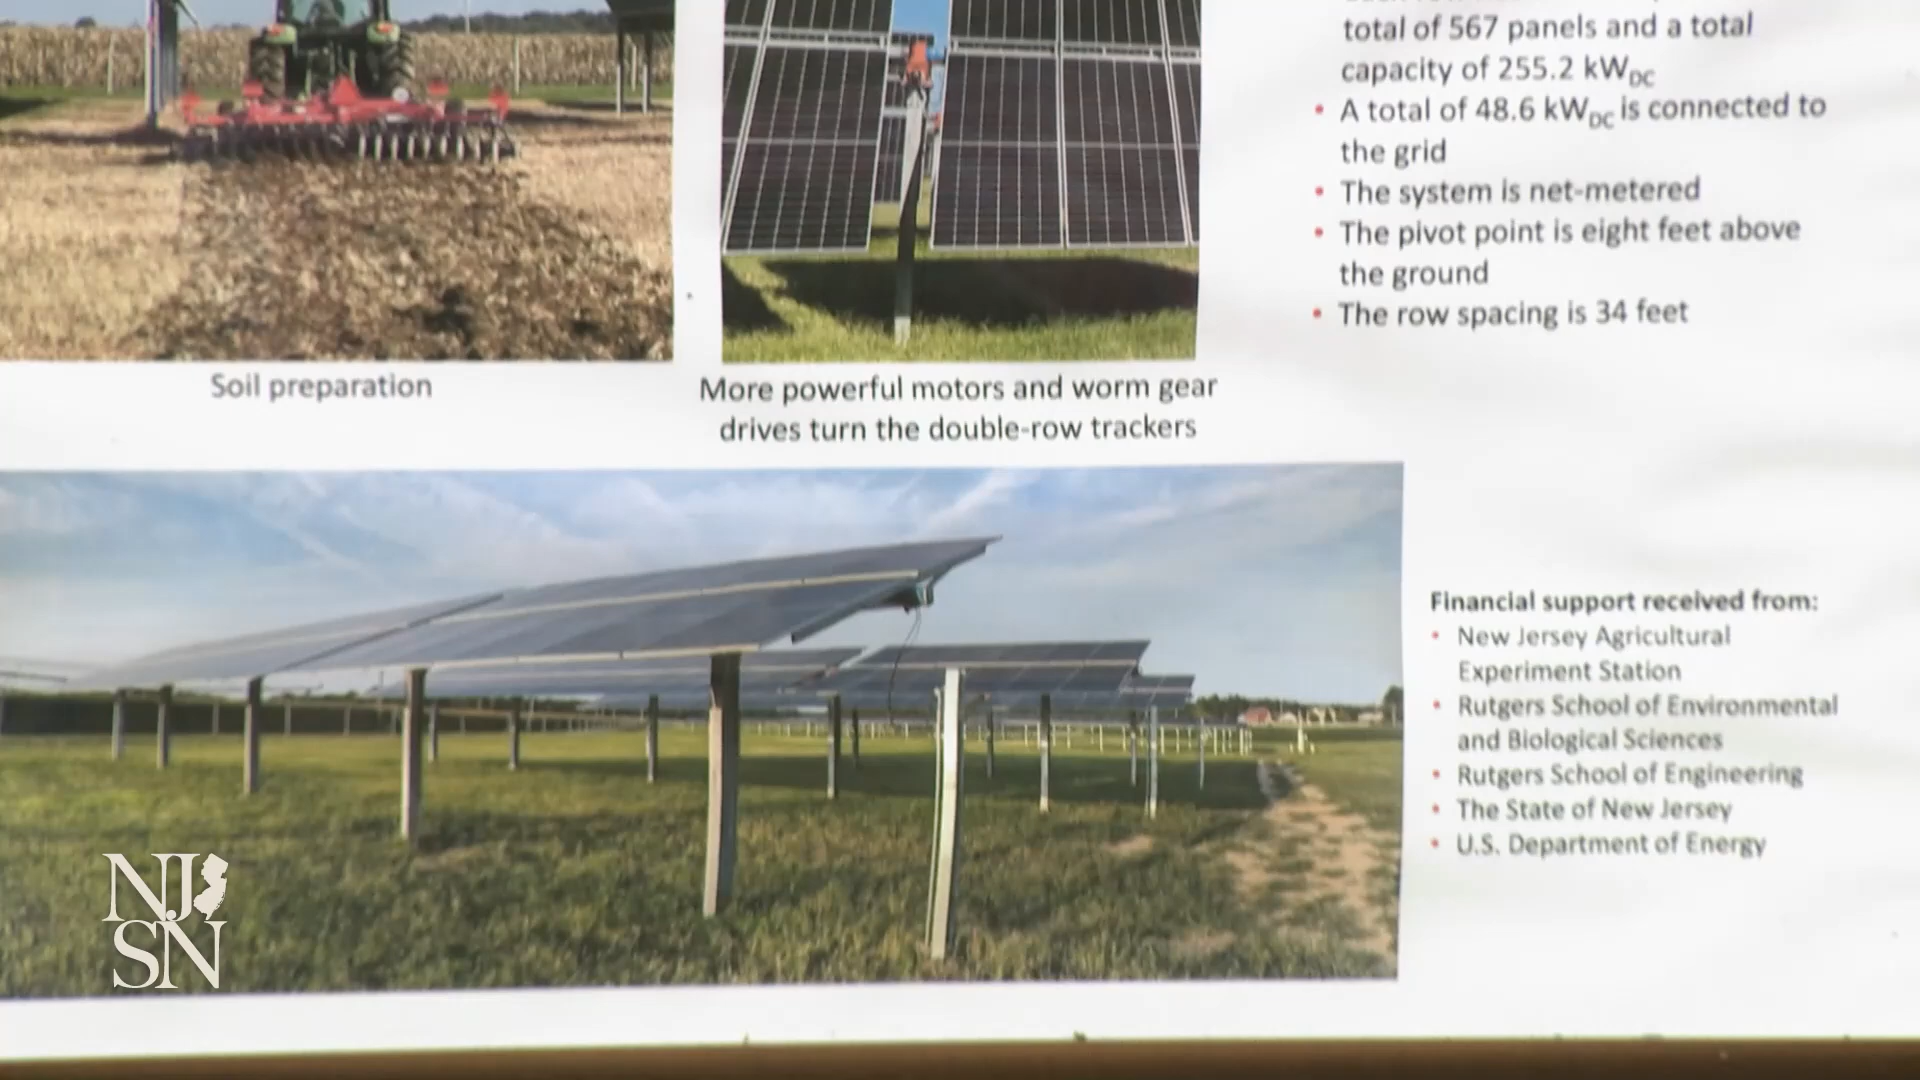 total of 567 panels and a total
capacity of 255.2 kWDC
• A total of 48.6 kWDC is connected to
the grid
• The system is net-metered
• The pivot point is eight feet above
the ground
• The row spacing is 34 feet
Soil preparation
More powerful motors and worm gear
drives turn the double-row trackers
Financial support received from:
• New Jersey Agricultural
Experiment Station
• Rutgers School of Environmental
and Biological Sciences
• Rutgers School of Engineering
• The State of New Jersey
• U.S. Department of Energy
NJ
SN